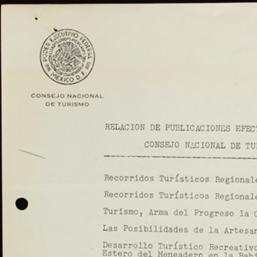 PODER EJECUTIVO FEDERAL
MEXICO D F
CONSEJO NACIONAL
DE TURISMO
RELACION DE PUBLICACIONES EFEC
CONSEJO NACIONAL DE TU
Recorridos Turísticos Regionale
Recorridos Turísticos Regionale
Turismo, Arma del Progreso la C
Las Posibilidades de la Artesan
Desarrollo Turístico Recreativo
Estero del Meneadero en la Bahí